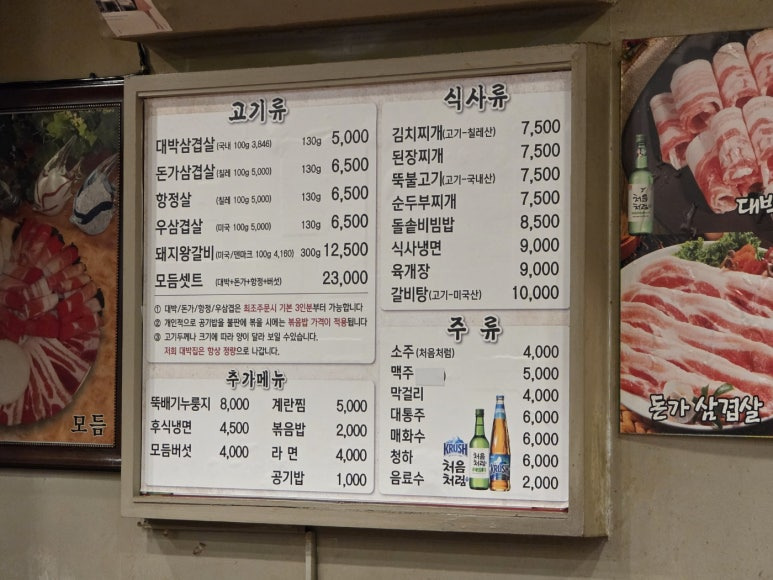 고기류
대박삼겹살 (국내 100g 3,846) 130g 5,000
돈가삼겹살 (칠레 100g 5,000) 130g 6,500
항정살 (칠레 100g 5,000) 130g 6,500
우삼겹살 (미국 100g 5,000) 130g 6,500
돼지왕갈비 (미국/덴마크 100g 4,160) 300g 12,500
모듬셋트 (대박+돈가+항정+버섯) 23,000
① 대박/돈가/항정/우삼겹은 최초주문시 기본 3인분부터 가능합니다
② 개인적으로 공기밥을 불판에 볶을 시에는 볶음밥 가격이 적용됩니다
③ 고기두께나 크기에 따라 양이 달라 보일 수있습니다.
저희 대박집은 항상 정량으로 나갑니다.
추가메뉴
뚝배기누룽지 8,000 계란찜 5,000
후식냉면 4,500 볶음밥 2,000
모듬버섯 4,000 라 면 4,000
공기밥 1,000
식사류
김치찌개(고기-칠레산) 7,500
된장찌개 7,500
뚝불고기(고기-국내산) 7,500
순두부찌개 7,500
돌솥비빔밥 8,500
식사냉면 9,000
육개장 9,000
갈비탕(고기-미국산) 10,000
주 류
소주 (처음처럼) 4,000
맥주 5,000
막걸리 4,000
대통주 6,000
매화수 6,000
청하 6,000
음료수 2,000
KRUSH
처음
처럼
처음
처럼
KRUSH
모듬
처음
처럼
대박
돈가 삼겹살